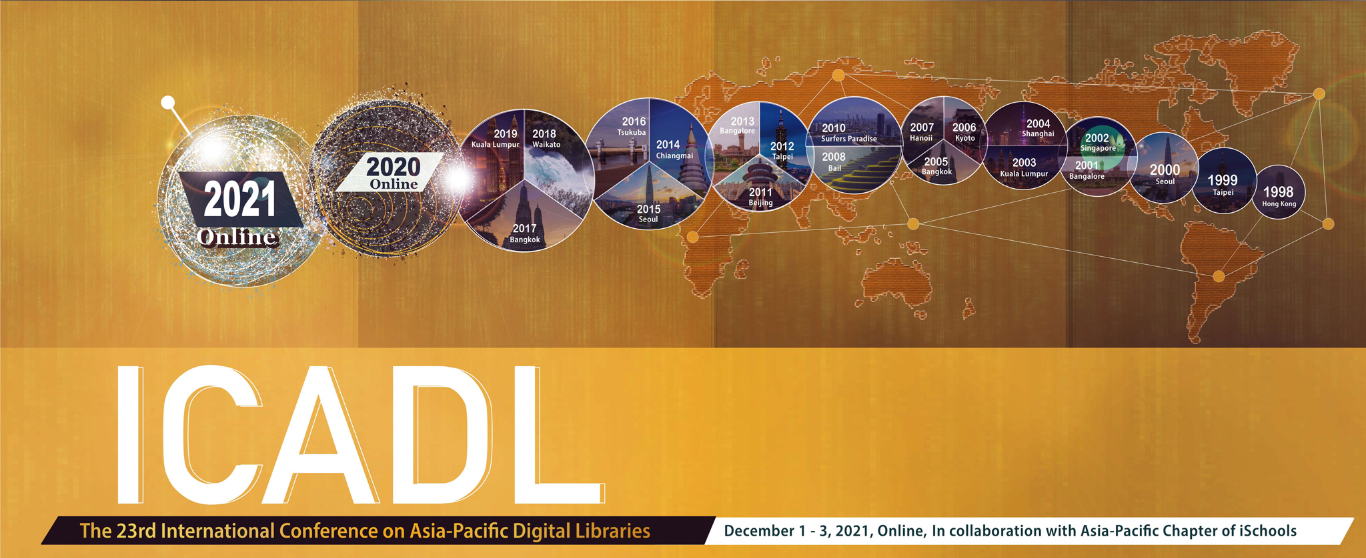 2021
Online
2020
Online
2019
Kuala Lumpur
2018
Waikato
2017
Bangkok
2016
Tsukuba
2014
Chiangmai
2015
Seoul
2013
Bangalore
2012
Taipei
2011
Beijing
2010
Surfers Paradise
2008
Bail
2007
Hanoii
2006
Kyoto
2005
Bangkok
2004
Shanghai
2003
Kuala Lumpur
2002
Singapore
2001
Bangalore
2000
Seoul
1999
Taipei
1998
Hong Kong
ICADL
The 23rd International Conference on Asia-Pacific Digital Libraries
December 1 - 3, 2021, Online, In collaboration with Asia-Pacific Chapter of iSchools